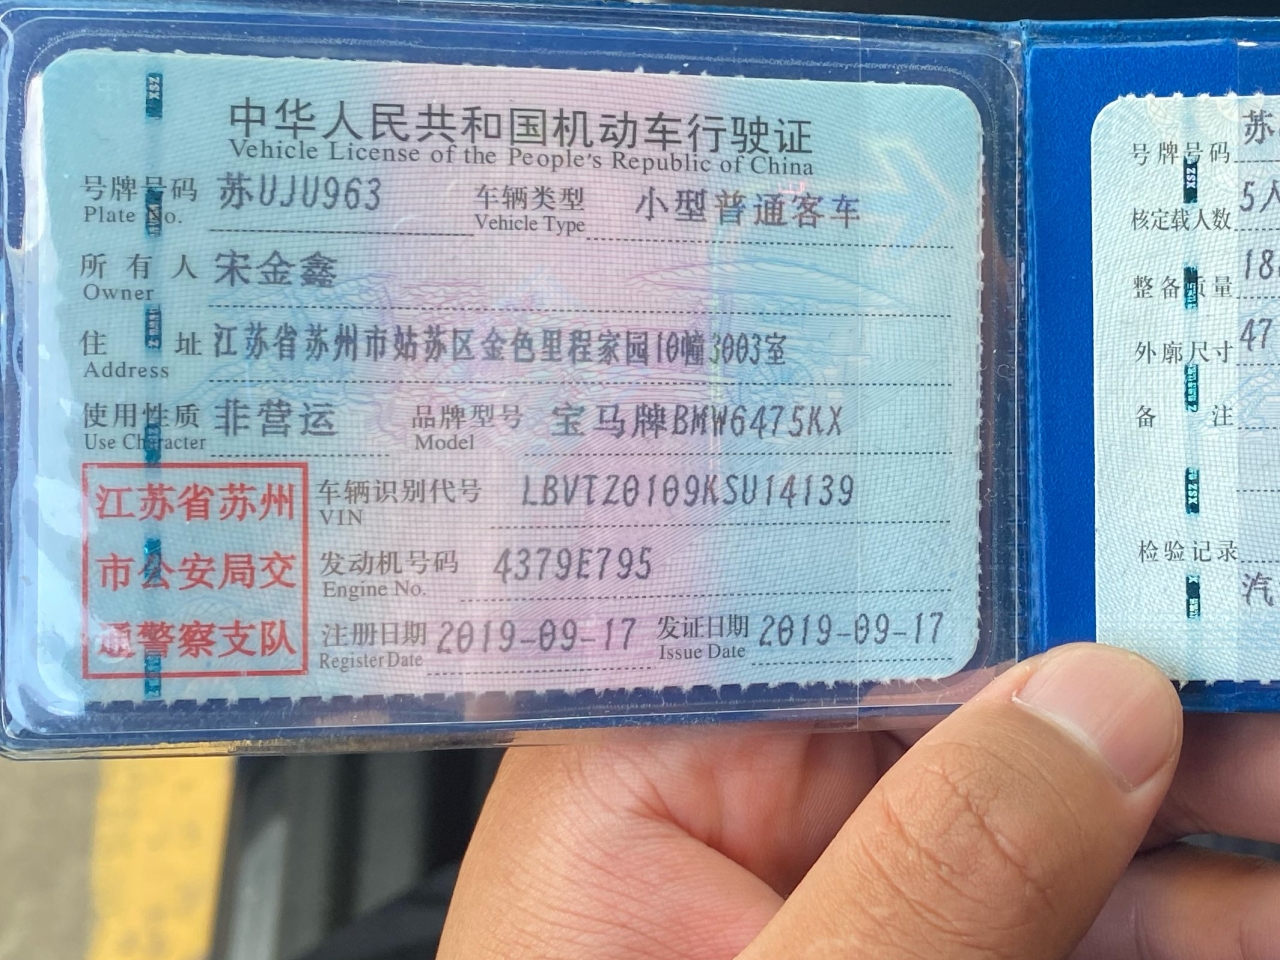 中华人民共和国机动车行驶证
Vehicle License of the People's Republic of China
号牌号码 苏UJU963 车辆类型 小型普通客车
Plate No. Vehicle Type
所有人 宋金鑫
Owner
住址 江苏省苏州市姑苏区金色里程家园10幢3003室
Address
使用性质 非营运 品牌型号 宝马牌BMW6475KX
Use Character Model
江苏省苏州
市公安局交
通警察支队
车辆识别代号 LBVTZ0109KSU14139
VIN
发动机号码 4379E795
Engine No.
注册日期 2019-09-17 发证日期 2019-09-17
Register Date Issue Date
号牌号码 苏
核定载人数 5人
整备质量 18
外廓尺寸 47
备注
检验记录
汽